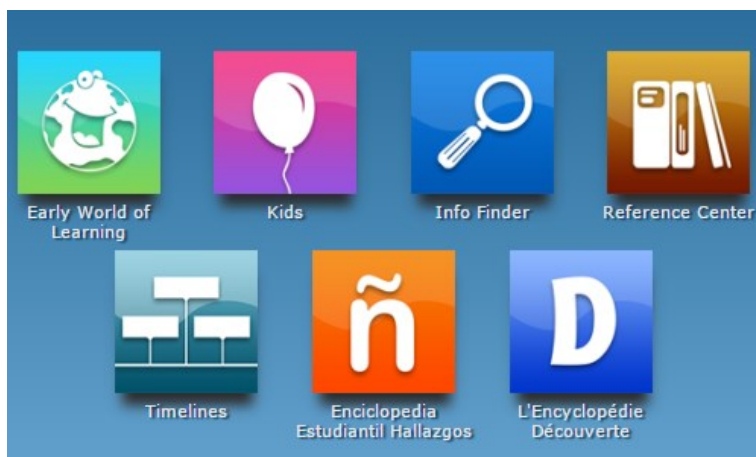 Early World of
Learning
Kids
Info Finder
Reference Center
ñ
D
Timelines
Enciclopedia
Estudiantil Hallazgos
L'Encyclopédie
Découverte